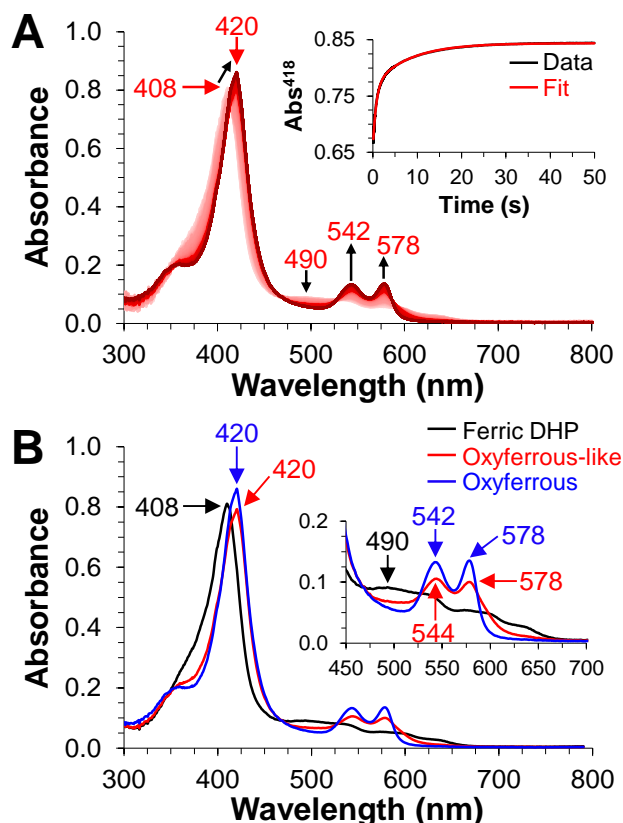 A
420
408
490
542
578
Absorbance
1.0
0.8
0.6
0.4
0.2
0.0
300 400 500 600 700 800
Wavelength (nm)
Abs418
0.85
0.75
0.65
Data
Fit
0 10 20 30 40 50
Time (s)
B
420
420
408
Ferric DHP
Oxyferrous-like
Oxyferrous
Absorbance
1.0
0.8
0.6
0.4
0.2
0.0
300 400 500 600 700 800
Wavelength (nm)
0.2
0.1
0.0
490
542
578
578
544
450 500 550 600 650 700